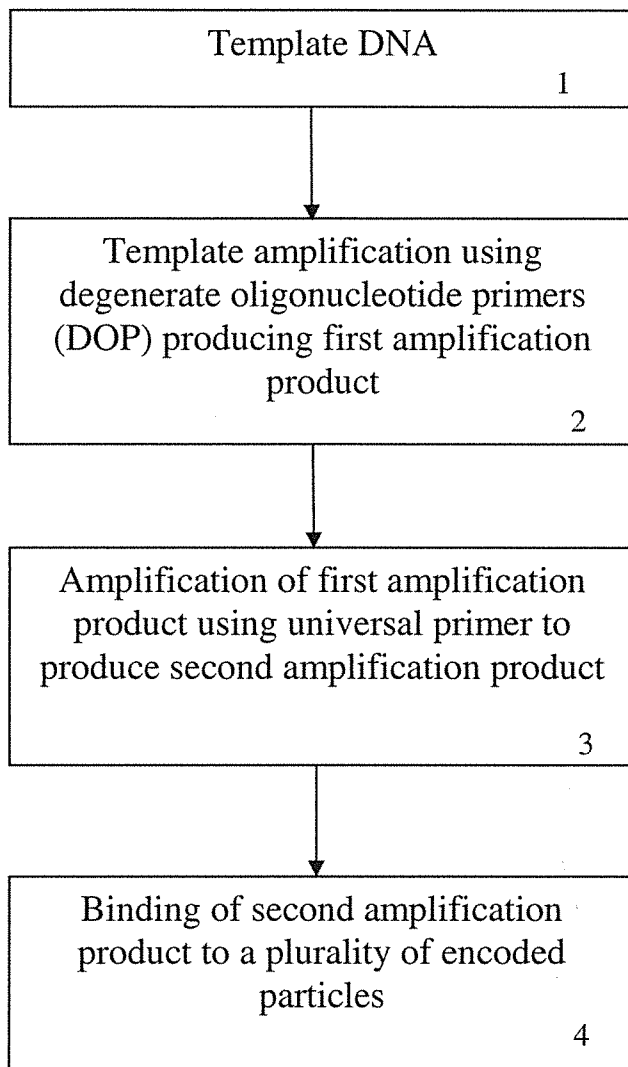 Template DNA
1
Template amplification using
degenerate oligonucleotide primers
(DOP) producing first amplification
product
2
Amplification of first amplification
product using universal primer to
produce second amplification product
3
Binding of second amplification
product to a plurality of encoded
particles
4